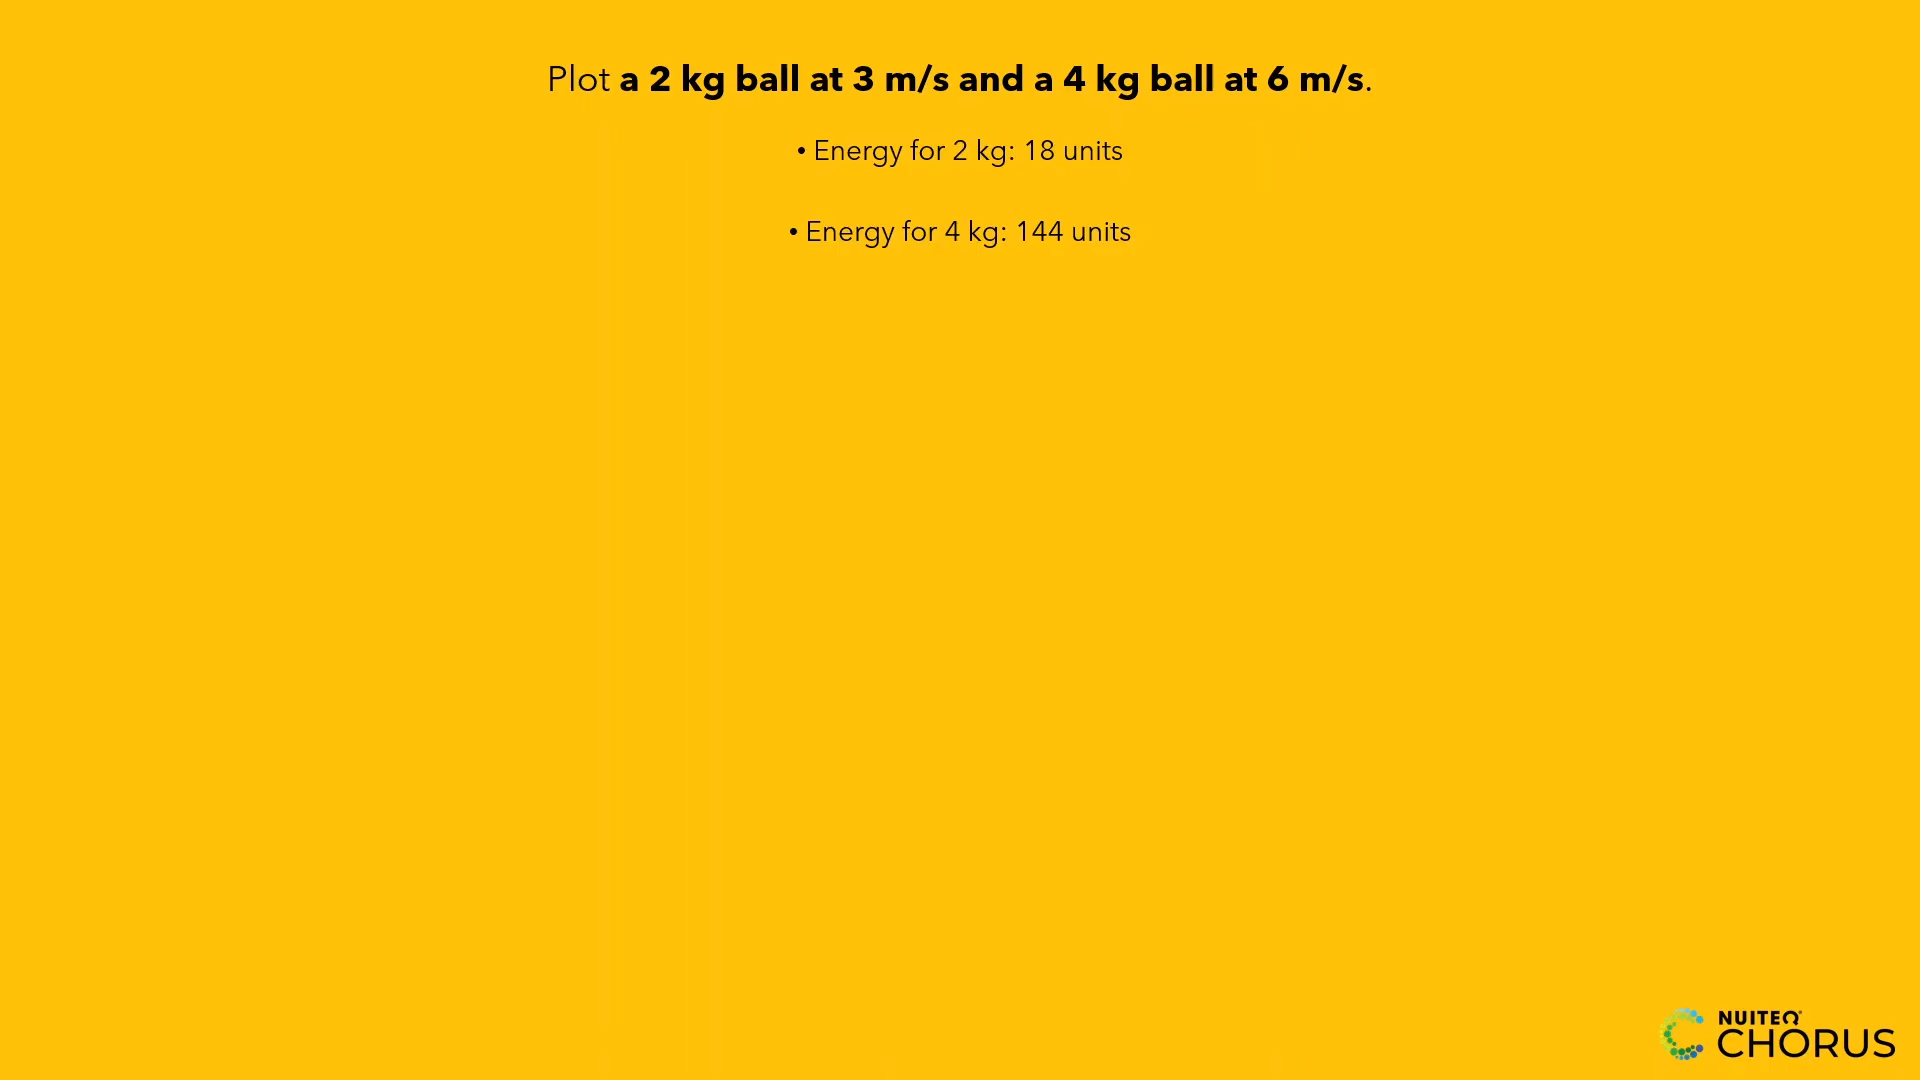 Plot a 2 kg ball at 3 m/s and a 4 kg ball at 6 m/s.
• Energy for 2 kg: 18 units
• Energy for 4 kg: 144 units
NUITEQ®
CHORUS